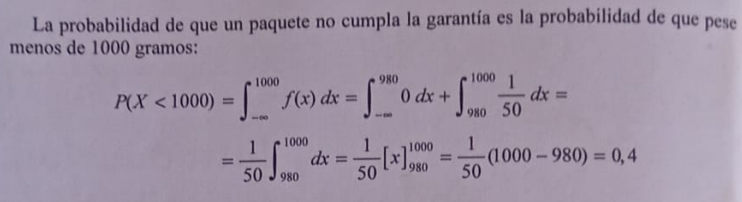 La probabilidad de que un paquete no cumpla la garantía es la probabilidad de que pese
menos de 1000 gramos:
P(X < 1000) = ∫_{-∞}^{1000} f(x) dx = ∫_{-∞}^{980} 0 dx + ∫_{980}^{1000} 1/50 dx =
= 1/50 ∫_{980}^{1000} dx = 1/50 [x]_{980}^{1000} = 1/50 (1000 – 980) = 0,4